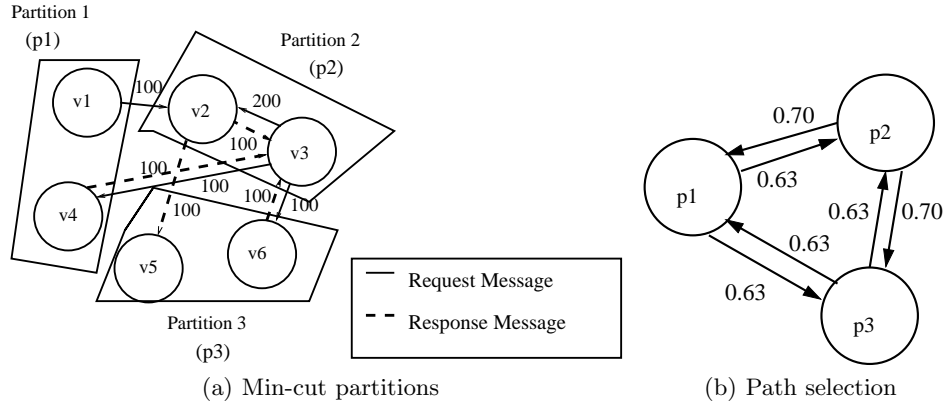 Partition 1
(p1)
Partition 2
(p2)
v1
100
v2
200
100
v3
100
100
v4
100
100
v5
v6
Partition 3
(p3)
Request Message
Response Message
(a) Min-cut partitions
0.70
p2
0.63
p1
0.63
0.70
0.63
0.63
p3
(b) Path selection